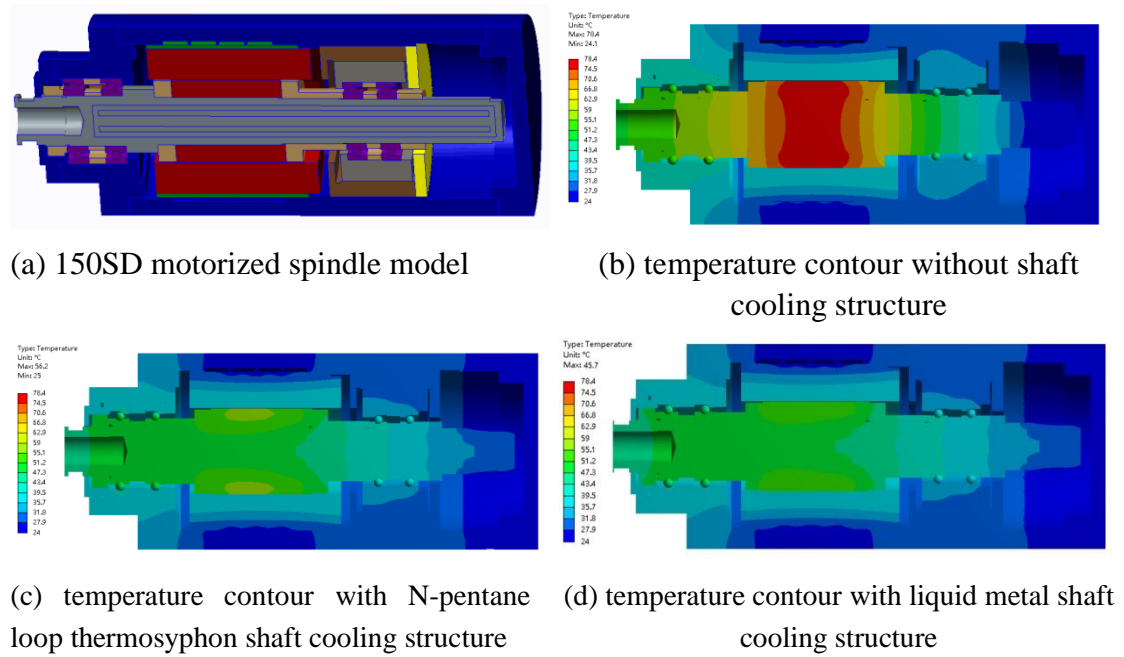 Type: Temperature
Unit: °C
Max: 78.4
Min: 24.1
78.4
74.5
70.6
66.8
62.9
59
55.1
51.2
47.3
43.4
39.5
35.7
31.8
27.9
24
(a) 150SD motorized spindle model
(b) temperature contour without shaft
cooling structure
Type: Temperature
Unit: °C
Max: 56.2
Min: 25
78.4
74.5
70.6
66.8
62.9
59
55.1
51.2
47.3
43.4
39.5
35.7
31.8
27.9
24
Type: Temperature
Unit: °C
Max: 45.7
78.4
74.5
70.6
66.8
62.9
59
55.1
51.2
47.3
43.4
39.5
35.7
31.8
27.9
24
(c) temperature contour with N-pentane
loop thermosyphon shaft cooling structure
(d) temperature contour with liquid metal shaft
cooling structure